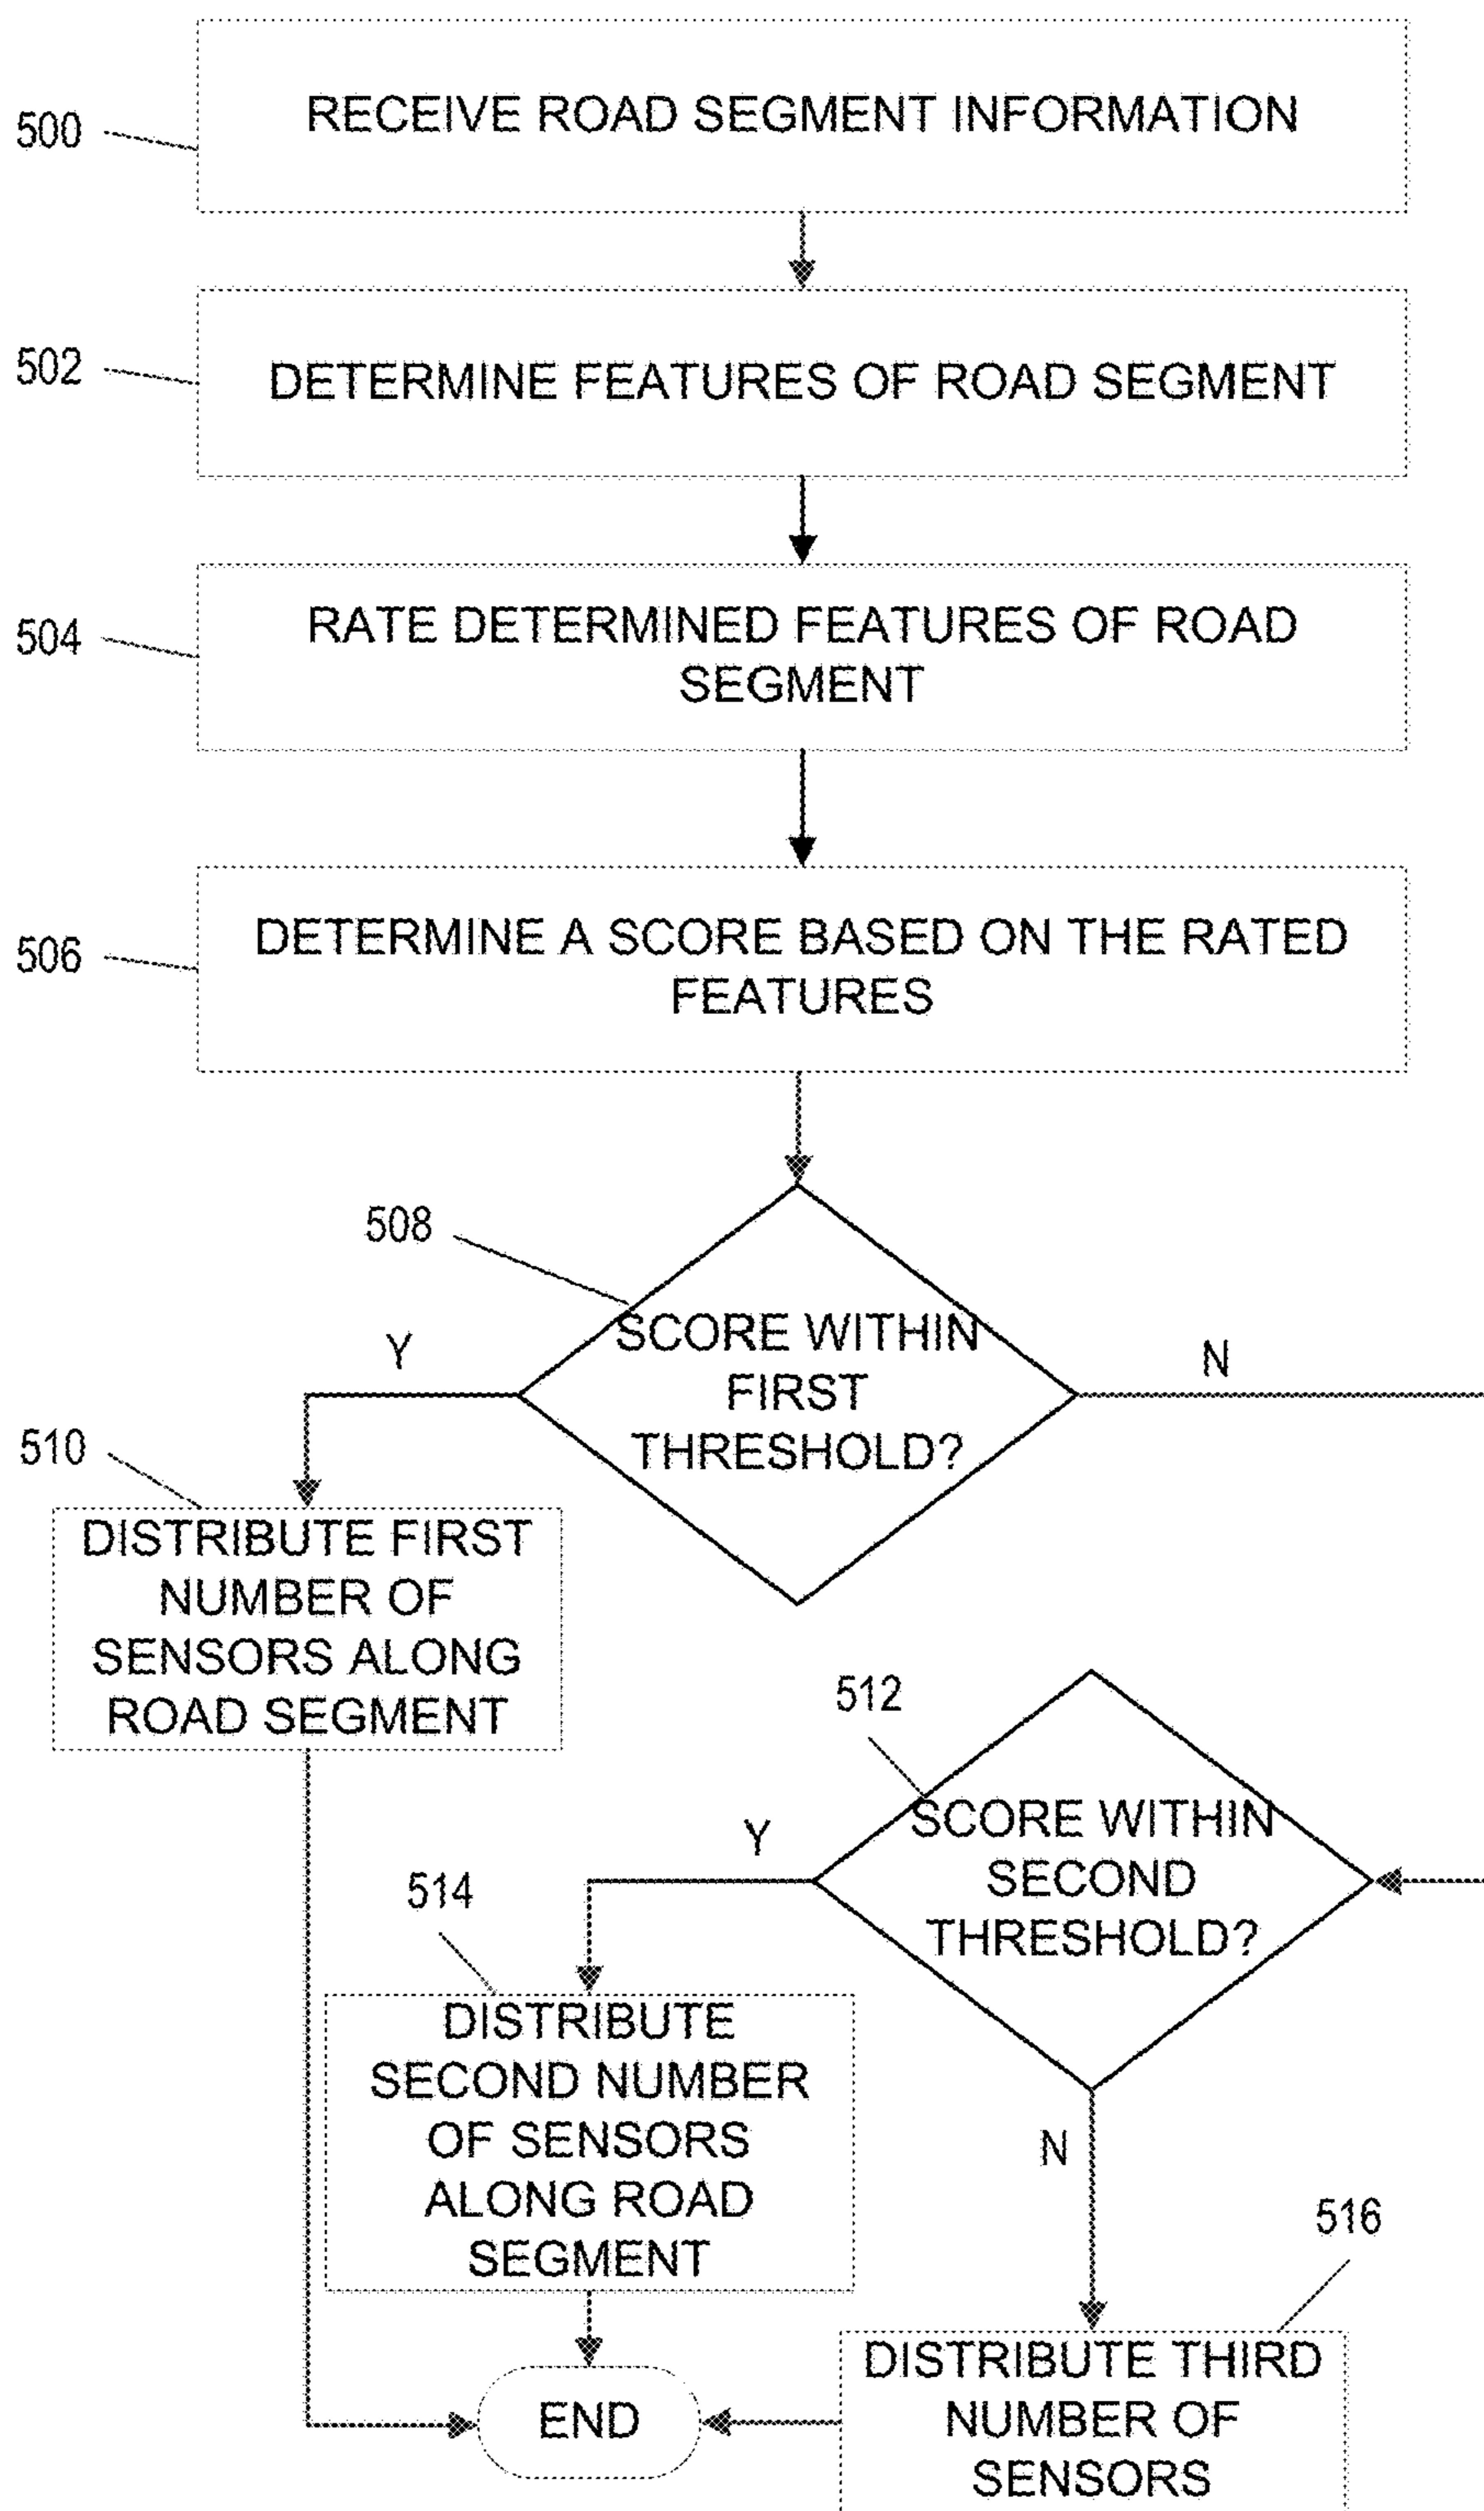 500
RECEIVE ROAD SEGMENT INFORMATION
502
DETERMINE FEATURES OF ROAD SEGMENT
504
RATE DETERMINED FEATURES OF ROAD
SEGMENT
506
DETERMINE A SCORE BASED ON THE RATED
FEATURES
508
SCORE WITHIN
FIRST
THRESHOLD?
Y
N
510
DISTRIBUTE FIRST
NUMBER OF
SENSORS ALONG
ROAD SEGMENT
512
SCORE WITHIN
SECOND
THRESHOLD?
Y
N
514
DISTRIBUTE
SECOND NUMBER
OF SENSORS
ALONG ROAD
SEGMENT
516
DISTRIBUTE THIRD
NUMBER OF
SENSORS
END